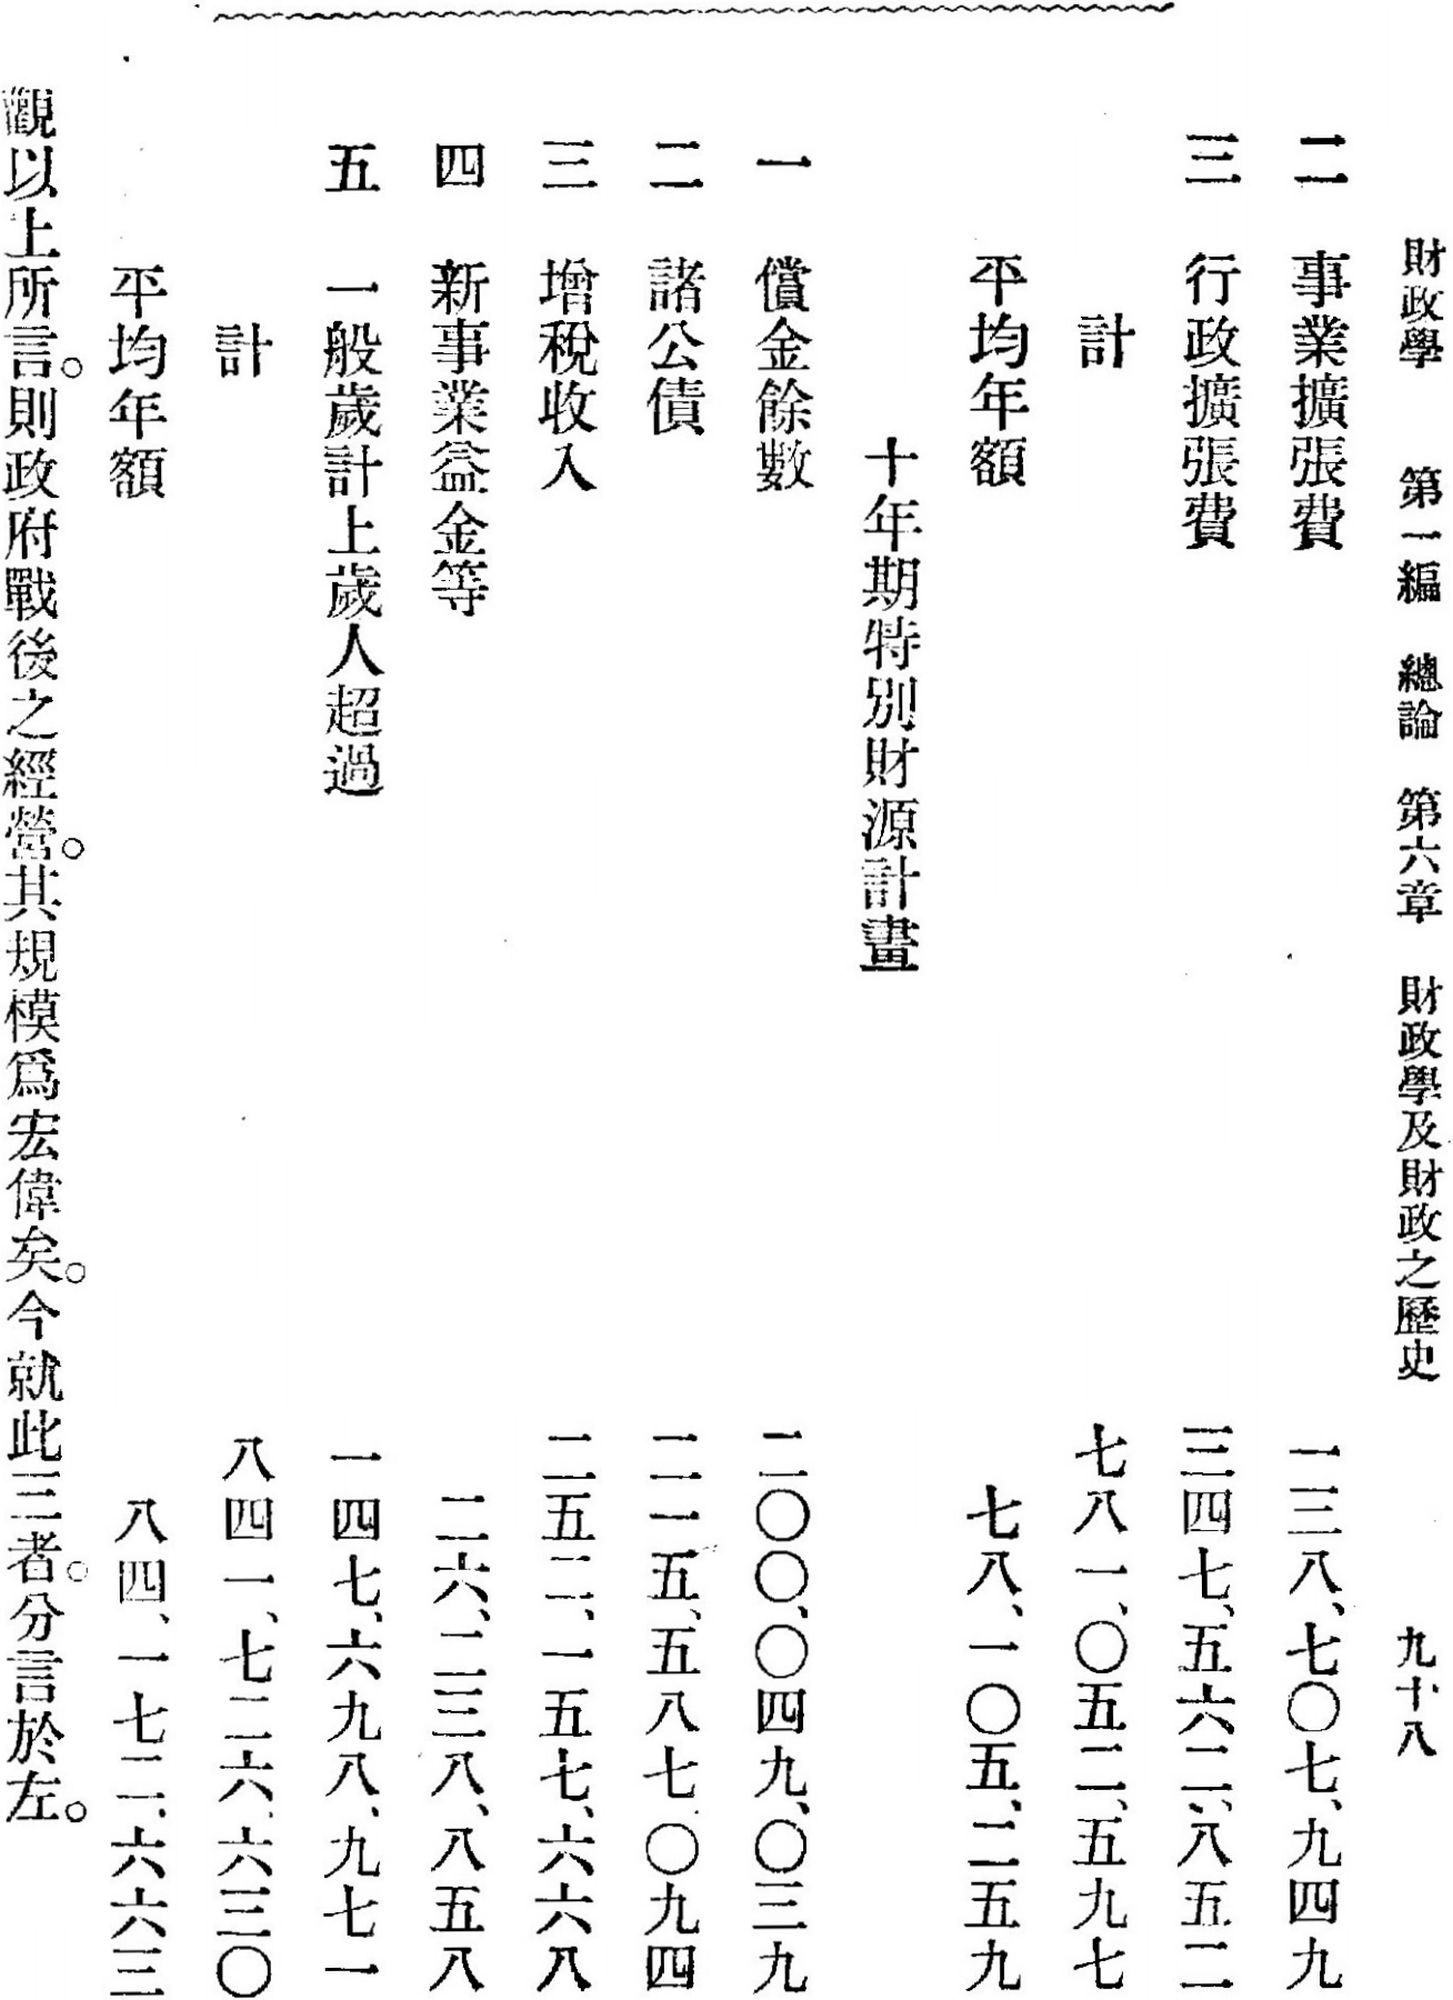 財政學　第一編　總論　第六章　財政學及財政之歷史　九十八
二　事業擴張費　一三八、七〇七、九四九
三　行政擴張費　三四七、五六二、八五二
計　七八一、〇五二、五九七
平均年額　七八、一〇五、二五九
十年期特別財源計畫
一　償金餘數　二〇〇、〇四九、〇三九
二　諸公債　二一五、五八七、〇九四
三　增稅收入　二五二、一五七、六六八
四　新事業益金等　二六、二三八、八五八
五　一般歲計上歲人超過　一四七、六九八、九七一
計　八四一、七二六、六三〇
平均年額　八四、一七二、六六三
觀以上所言。則政府戰後之經營。其規模爲宏偉矣。今就此三者。分言於左。